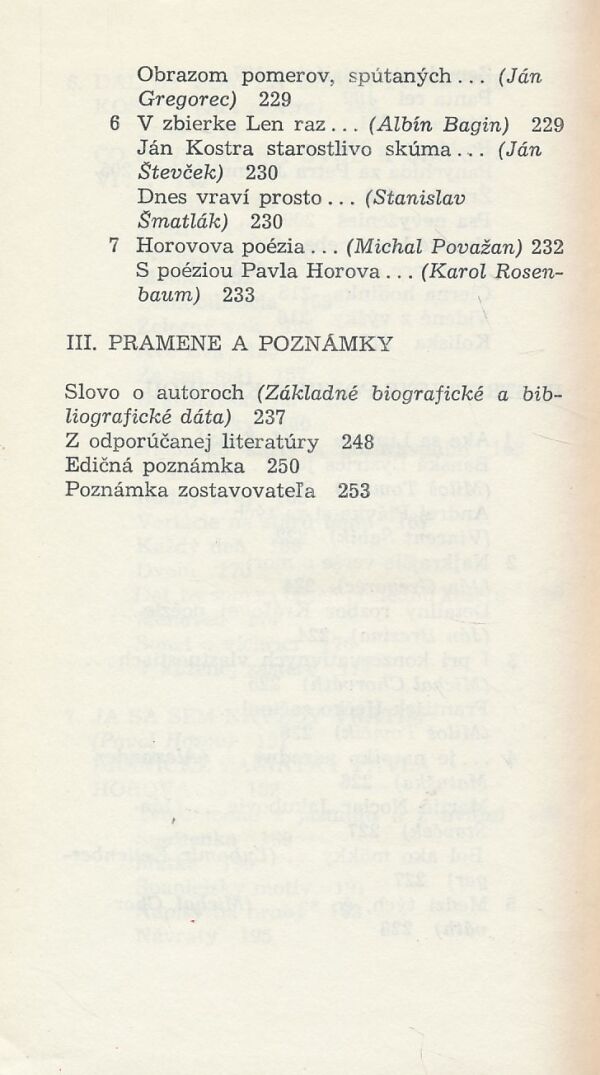 Obrazom pomerov, spútaných... (Ján
Gregorec) 229
6 V zbierke Len raz... (Albín Bagin) 229
Ján Kostra starostlivo skúma... (Ján
Števček) 230
Dnes vraví prosto... (Stanislav
Šmatlák) 230
7 Horovova poézia... (Michal Považan) 232
S poéziou Pavla Horova... (Karol Rosen-
baum) 233
III. PRAMENE A POZNÁMKY
Slovo o autoroch (Základné biografické a bib-
liografické dáta) 237
Z odporúčanej literatúry 248
Edičná poznámka 250
Poznámka zostavovateľa 253